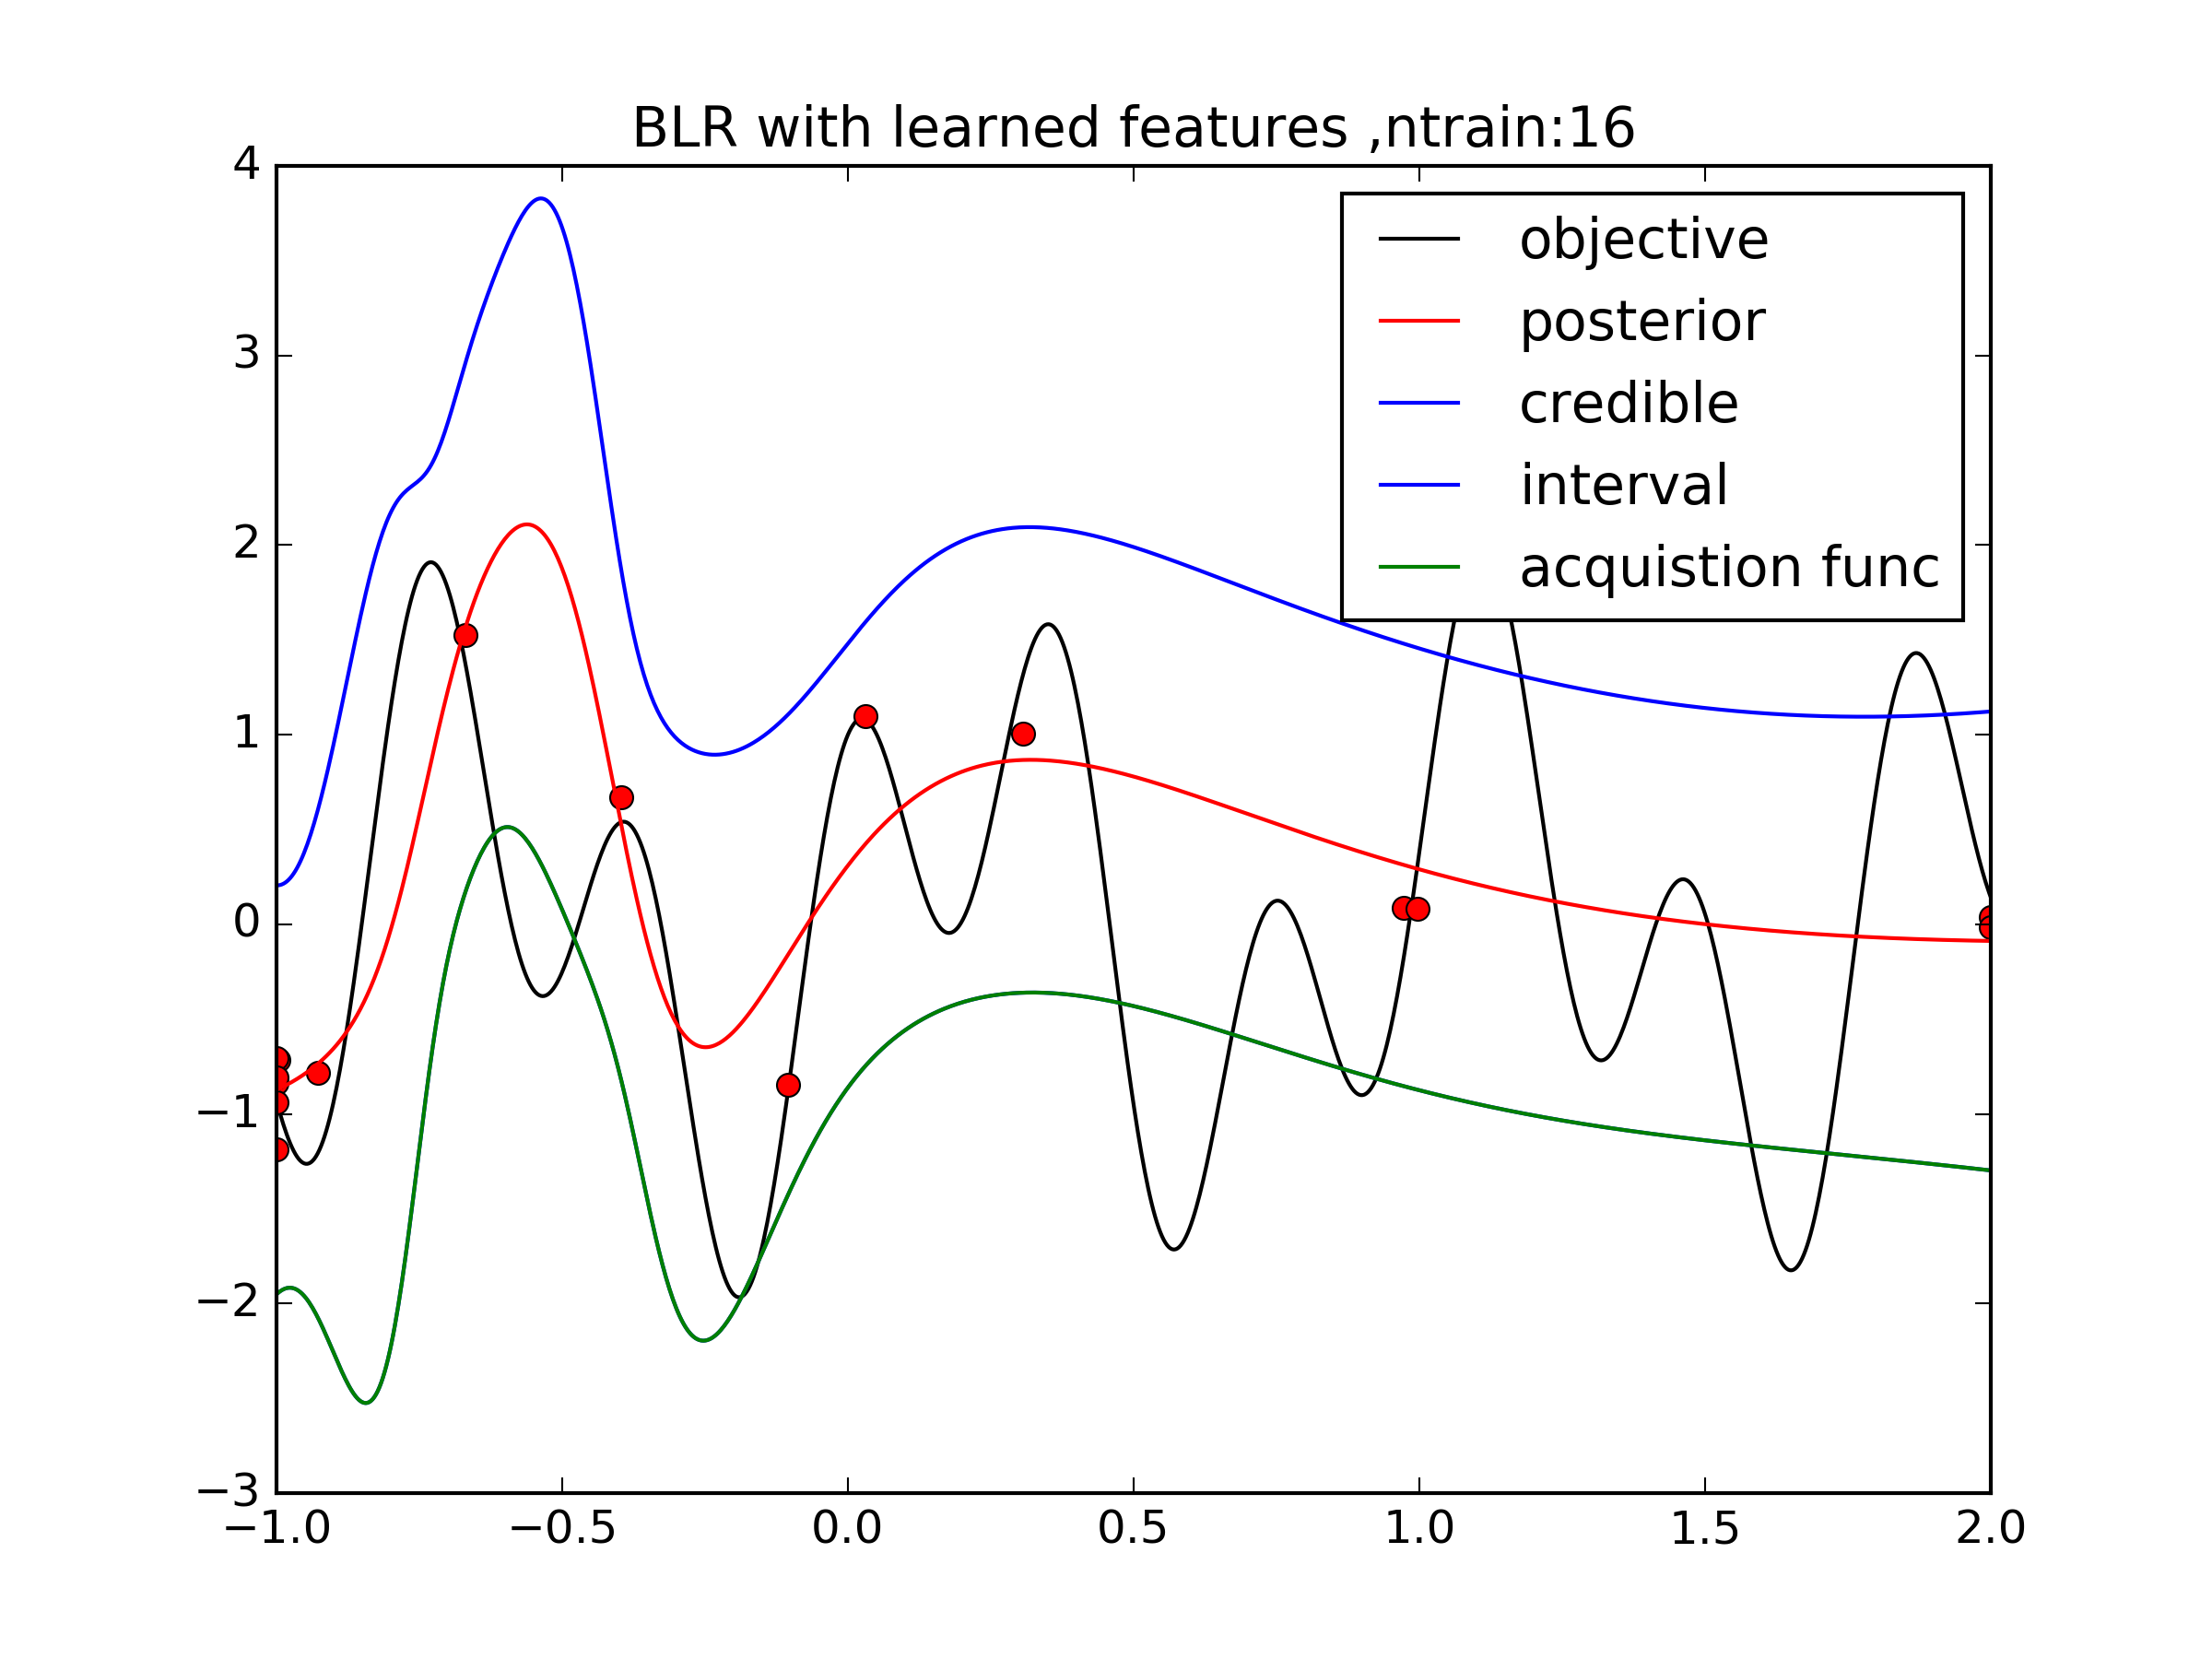 BLR with learned features ,ntrain:16
4
3
2
1
0
−1
−2
−3
objective
posterior
credible
interval
acquistion func
−1.0 −0.5 0.0 0.5 1.0 1.5 2.0